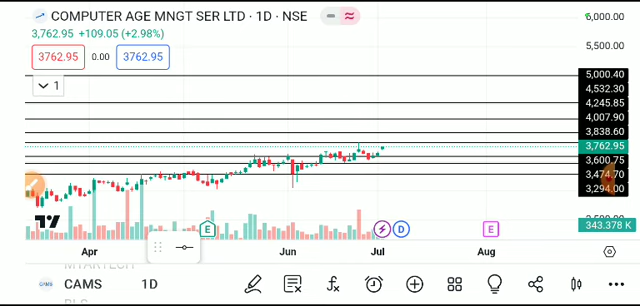 COMPUTER AGE MNGT SER LTD · 1D · NSE
3,762.95 +109.05 (+2.98%)
3762.95 0.00 3762.95
1
6,000.00
5,500.00
5,000.40
4,532.30
4,245.85
4,007.90
3,838.60
3,762.95
3,600.75
3,474.70
3,294.00
343.378 K
E D E
Apr Jun Jul Aug
CAMS 1D